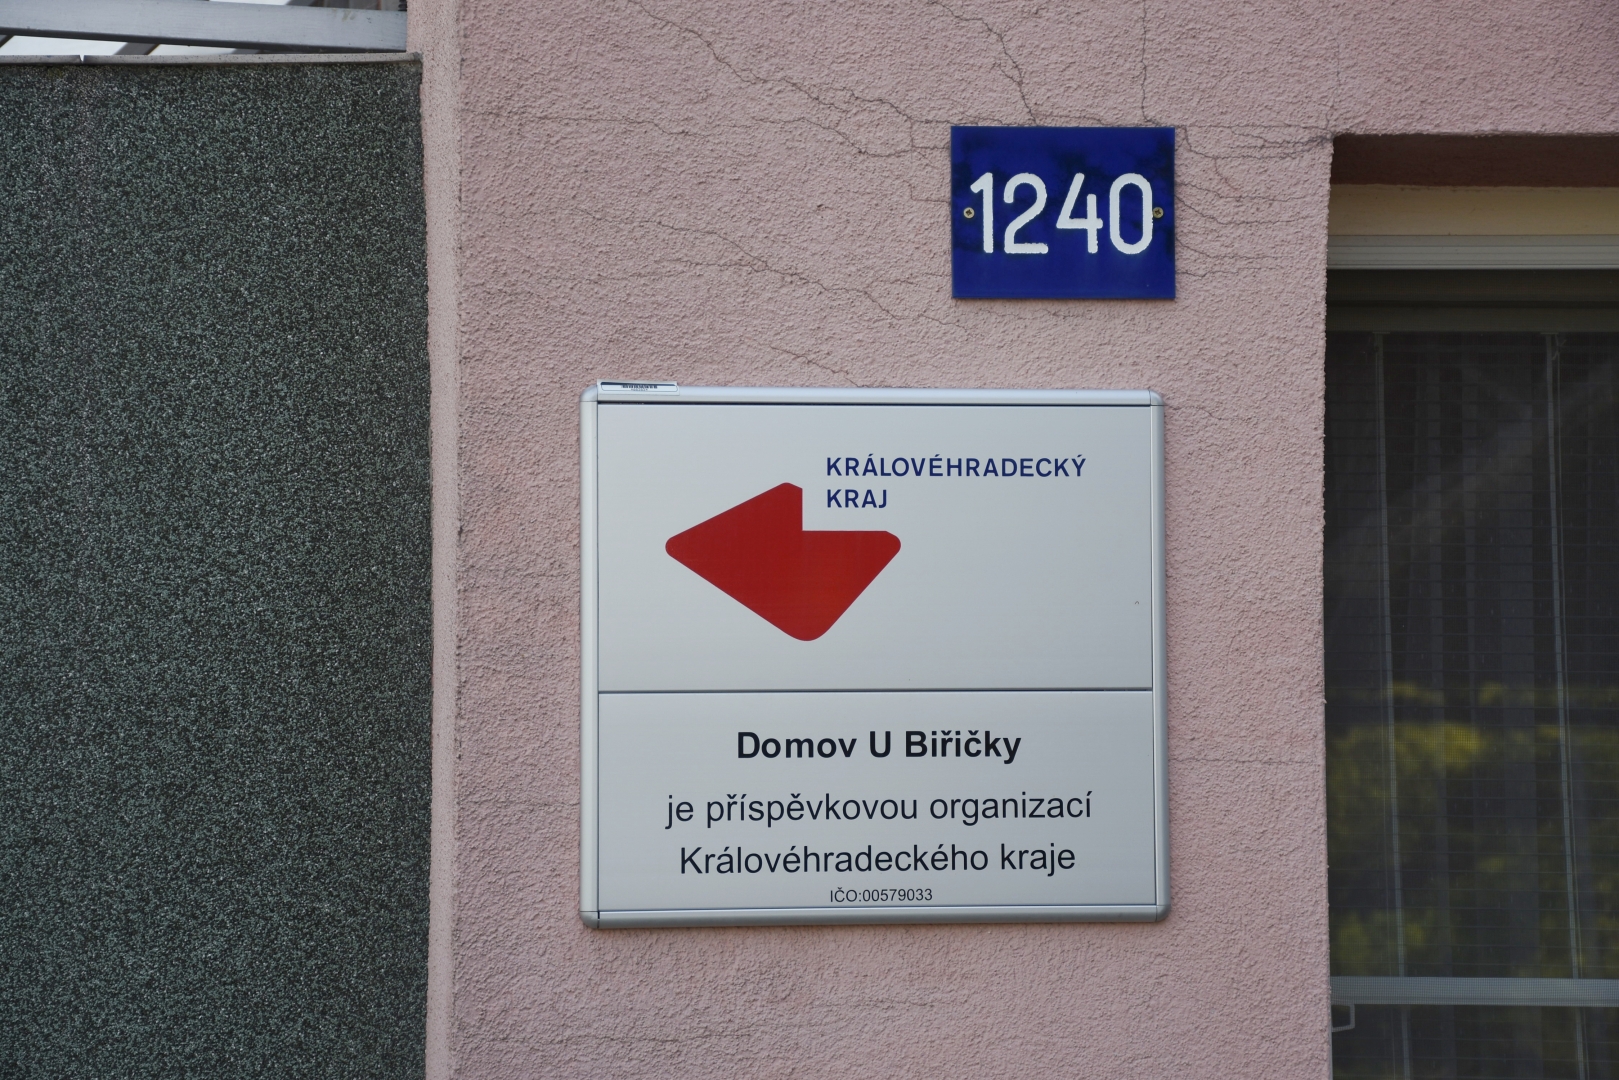 1240
KRÁLOVÉHRADECKÝ
KRAJ
Domov U Biřičky
je příspěvkovou organizací
Královéhradeckého kraje
IČO:00579033